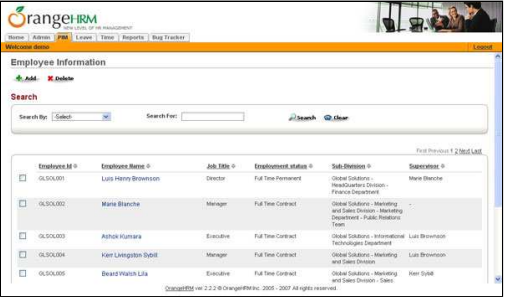 OrangeHRM
NEW LEVEL OF HR MANAGEMENT
Home Admin PIM Leave Time Reports Bug Tracker
Welcome demo Logout
Employee Information
Add Delete
Search
Search By: -Select- Search For: Search Clear
First Previous 1 2 Next Last
Employee Id Employee Name Job Title Employment status Sub-Division Supervisor
GLSOL001 Luis Henry Brownson Director Full Time Permanent Global Solutions - Marie Blanche
HeadQuarters Division -
Finance Department
GLSOL002 Marie Blanche Manager Full Time Contract Global Solutions - Marketing -
and Sales Division - Marketing
Department - Public Relations
Team
GLSOL003 Ashok Kumara Executive Full Time Contract Global Solutions - Informational Luis Brownson
Technologies Department
GLSOL004 Kerr Livingston Sybill Manager Full Time Contract Global Solutions - Marketing Luis Brownson
and Sales Division
GLSOL005 Beard Walsh Lila Executive Full Time Contract Global Solutions - Marketing Kerr Sybill
and Sales Division - Sales
OrangeHRM ver 2.2.2 © OrangeHRM Inc. 2005 - 2007 All rights reserved.